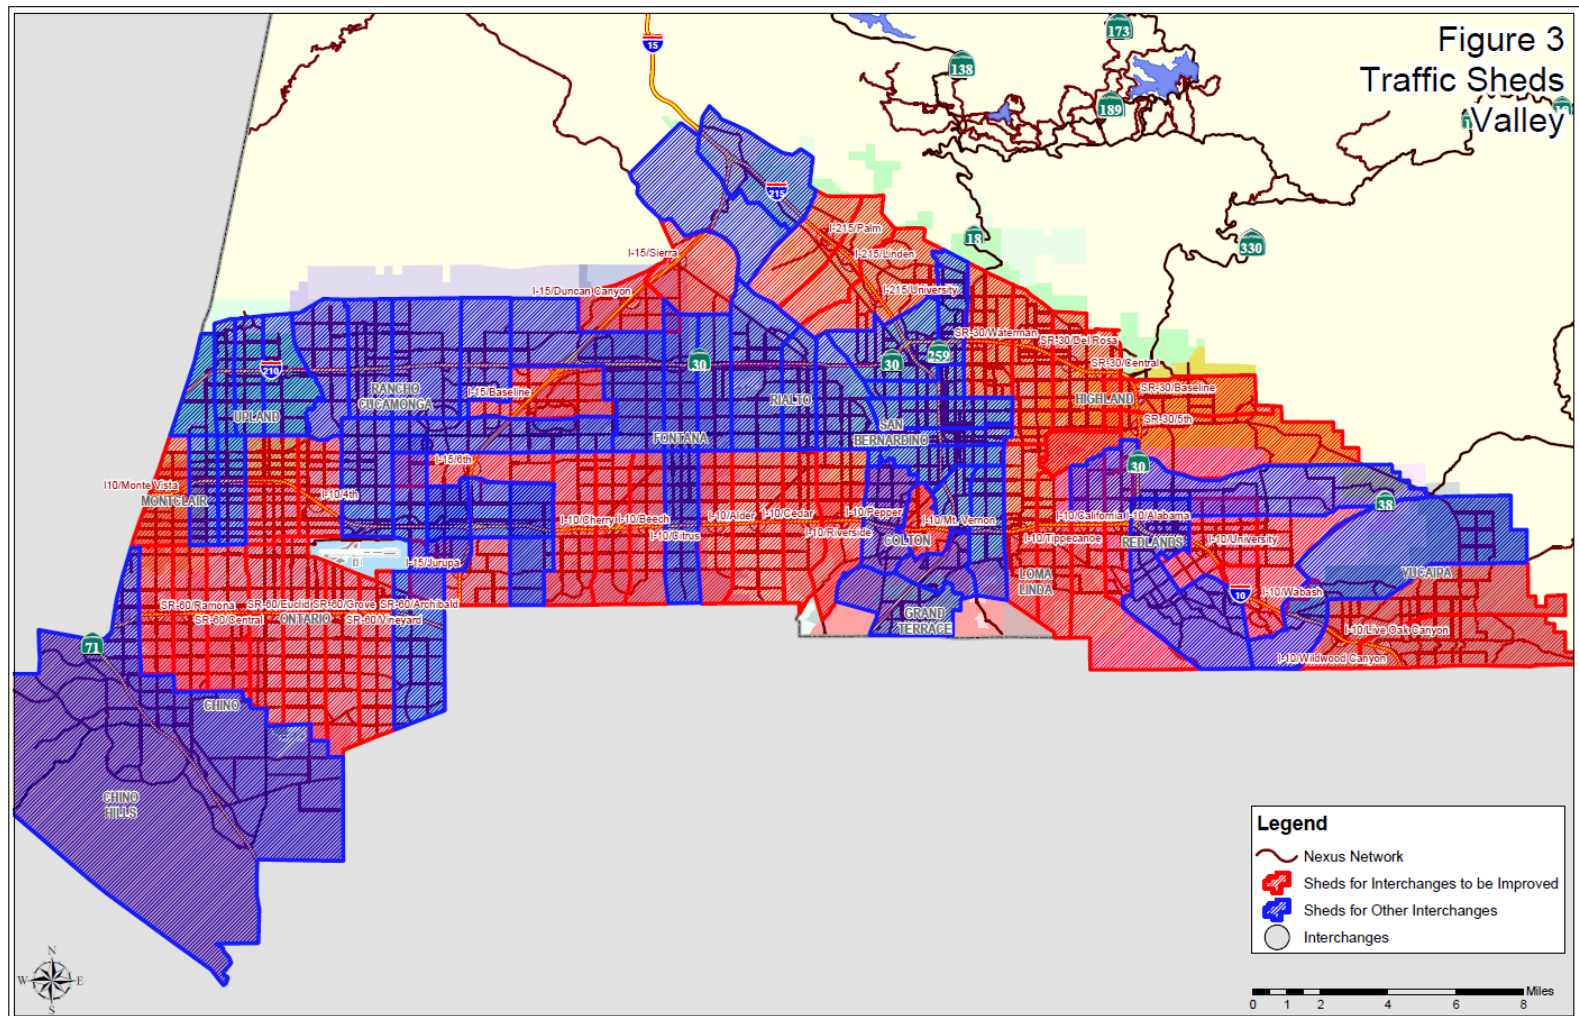 Figure 3
Traffic Sheds
Valley
15
173
138
189
215
18
330
I-215/Palm
I-15/Sierra
I-215/Linden
I-15/Duncan Canyon
I-215/University
SR-30/Waterman
SR-30/Del Rosa
259
30
30
210
SR-30/Central
RANCHO
CUCAMONGA
I-15/Baseline
SR-30/Baseline
RIALTO
HIGHLAND
UPLAND
SR-30/5th
SAN
BERNARDINO
FONTANA
I-15/6th
30
I10/Monte Vista
MONTCLAIR
I-10/4th
38
I-10/Cherry
I-10/Beech
I-10/Alder
I-10/Cedar
I-10/Pepper
I-10/Mt. Vernon
I-10/California
I-10/Alabama
I-10/Citrus
I-10/Riverside
COLTON
I-10/Tippecanoe
REDLANDS
I-10/University
I-15/Jurupa
LOMA
LINDA
YUCAIPA
10
I-10/Wabash
SR-60/Ramona
SR-60/Euclid
SR-60/Grove
SR-60/Archibald
SR-60/Central
ONTARIO
SR-60/Vineyard
GRAND
TERRACE
I-10/Live Oak Canyon
71
I-10/Wildwood Canyon
CHINO
CHINO
HILLS
Legend
Nexus Network
Sheds for Interchanges to be Improved
Sheds for Other Interchanges
Interchanges
N
W
E
S
Miles
0 1 2 4 6 8